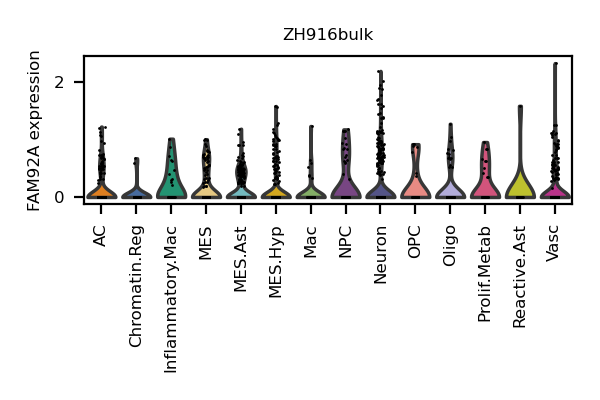 ZH916bulk
FAM92A expression
2
0
AC
Chromatin.Reg
Inflammatory.Mac
MES
MES.Ast
MES.Hyp
Mac
NPC
Neuron
OPC
Oligo
Prolif.Metab
Reactive.Ast
Vasc